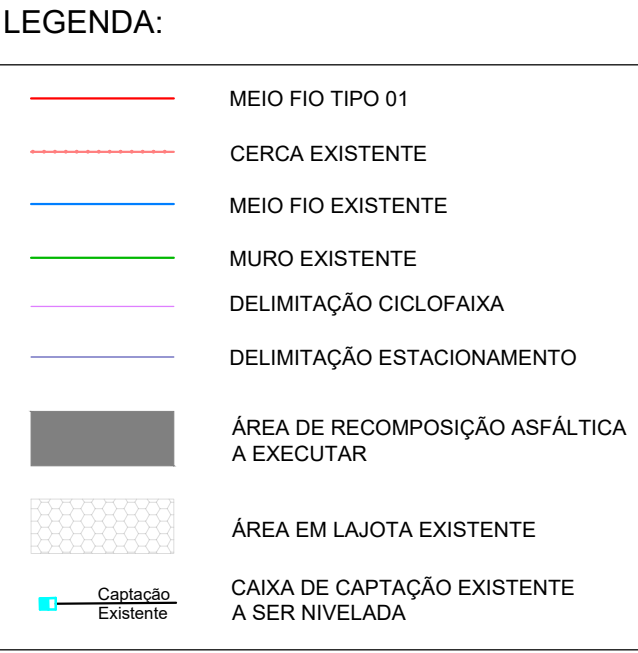 LEGENDA:
MEIO FIO TIPO 01
CERCA EXISTENTE
MEIO FIO EXISTENTE
MURO EXISTENTE
DELIMITAÇÃO CICLOFAIXA
DELIMITAÇÃO ESTACIONAMENTO
ÁREA DE RECOMPOSIÇÃO ASFÁLTICA
A EXECUTAR
ÁREA EM LAJOTA EXISTENTE
Captação
Existente
CAIXA DE CAPTAÇÃO EXISTENTE
A SER NIVELADA